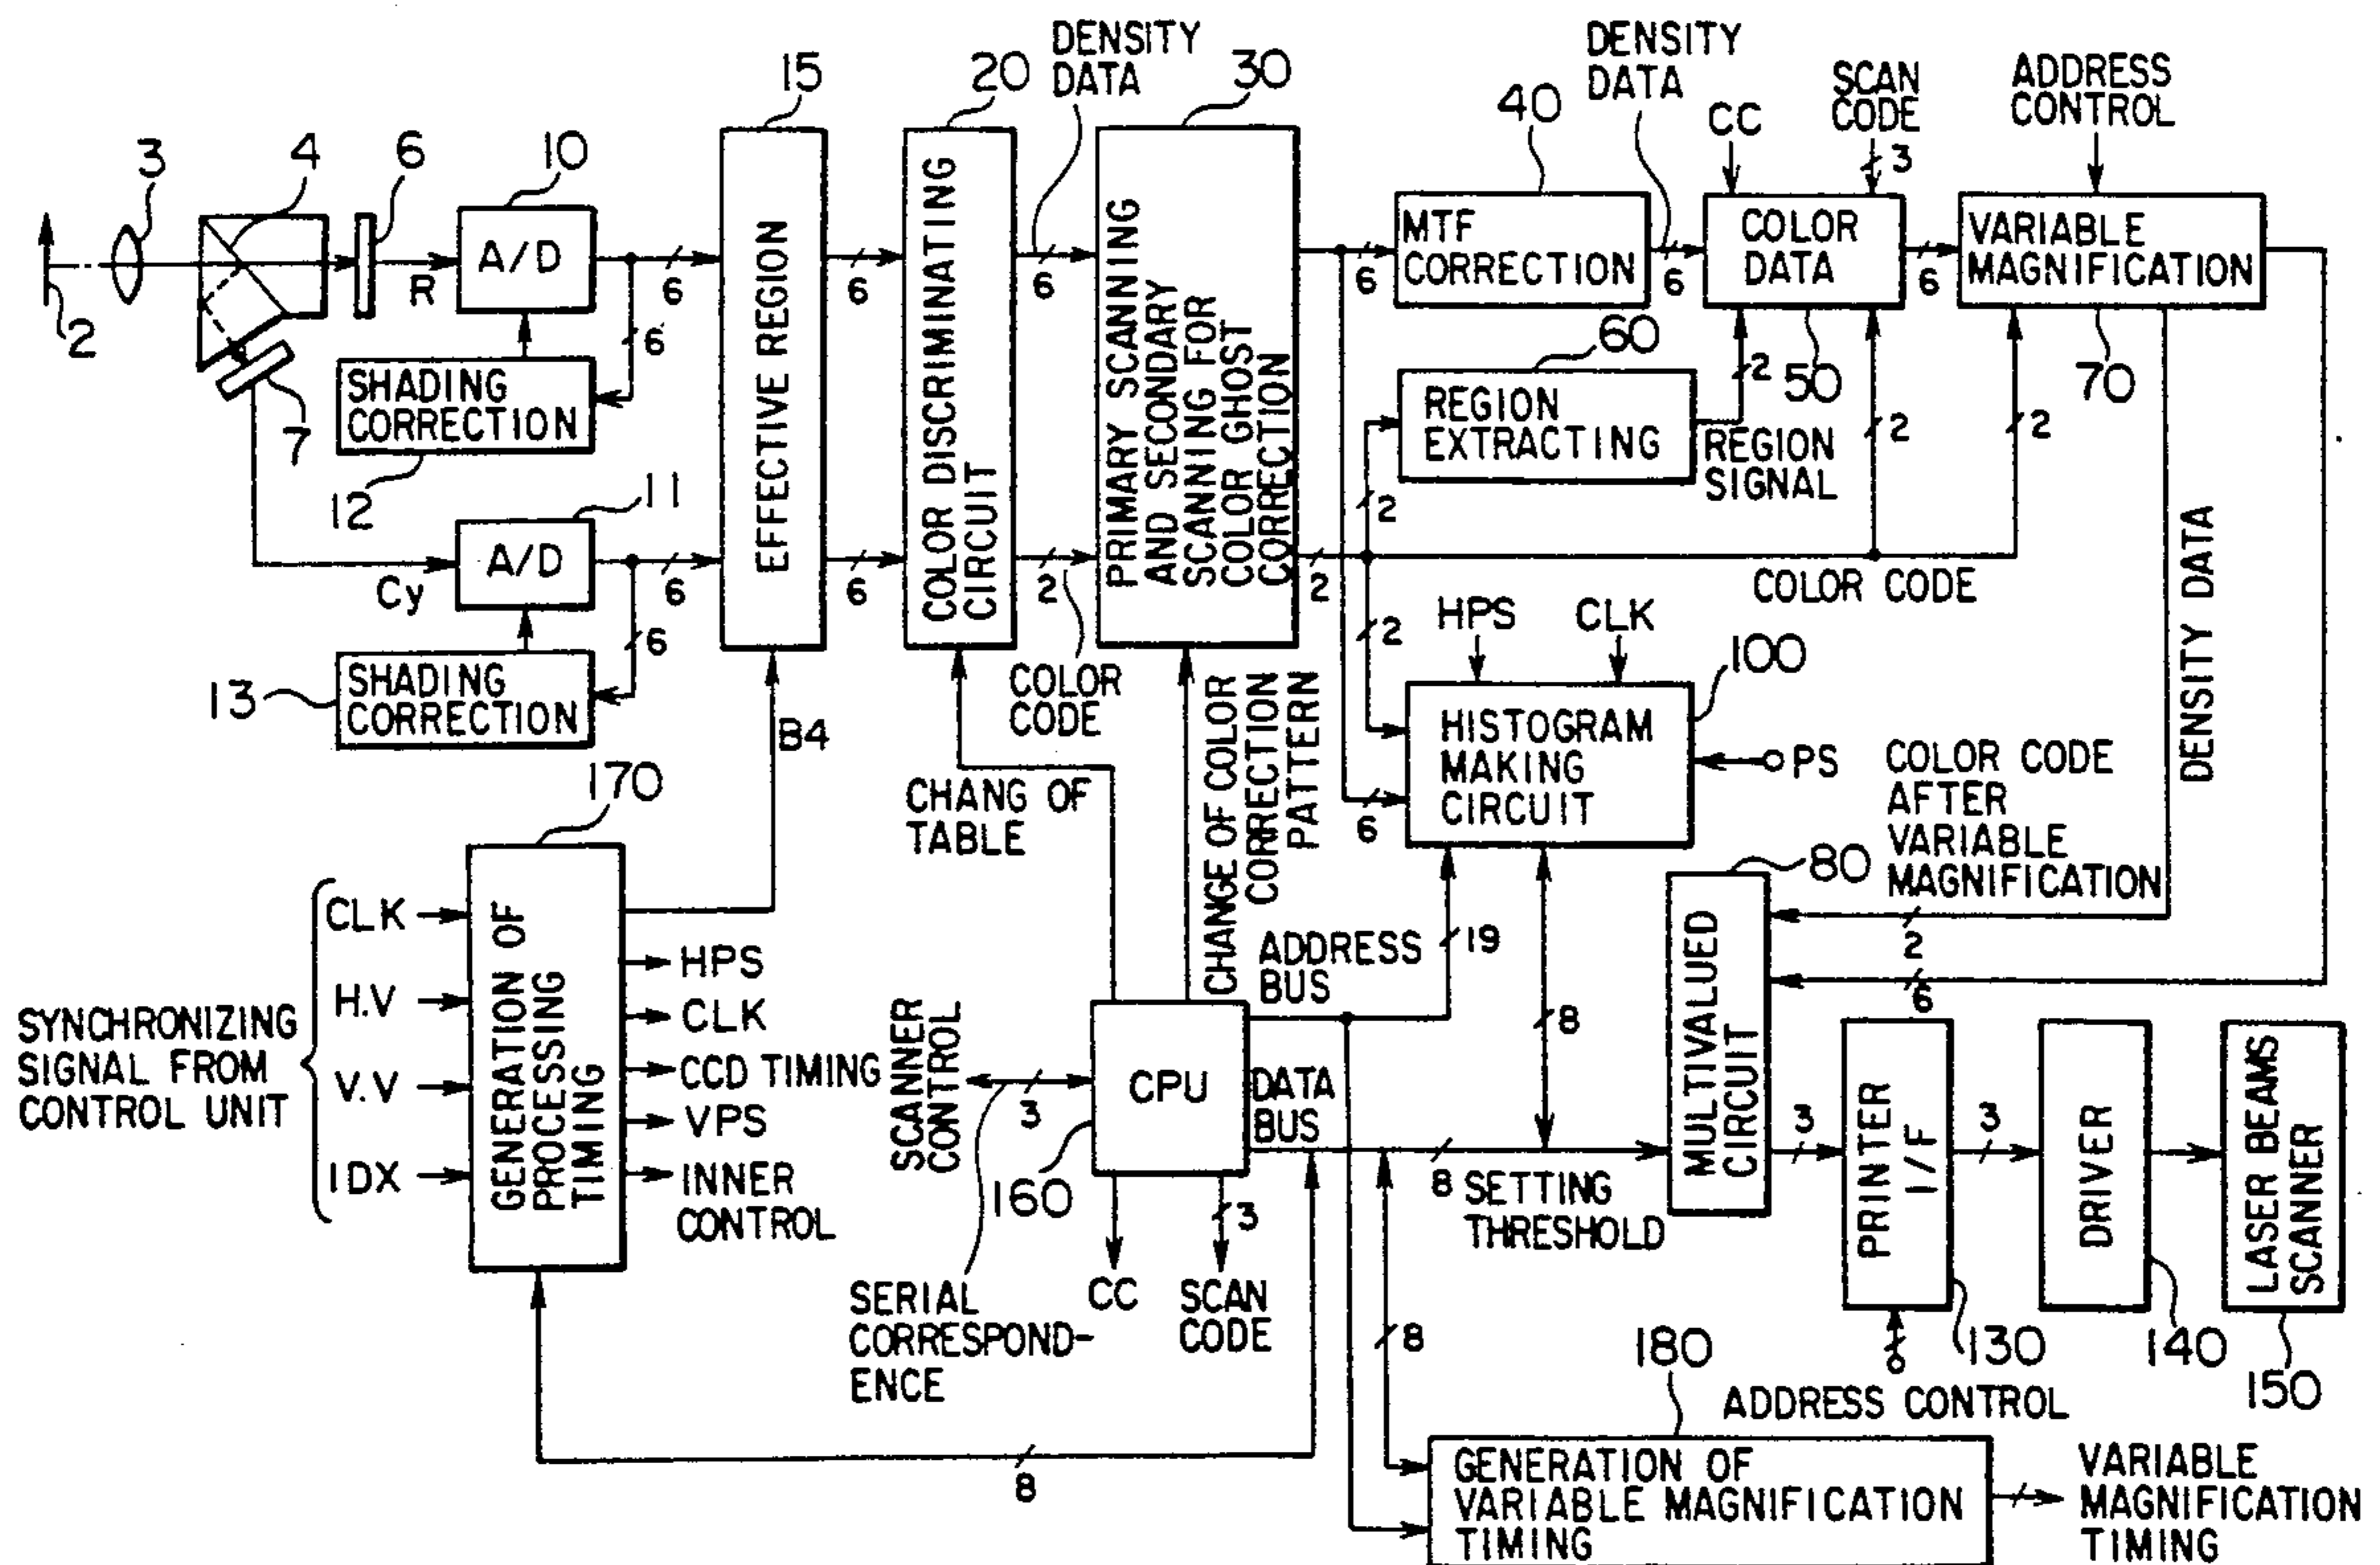 DENSITY
DATA
DENSITY
DATA
15
20
30
40
CC
SCAN
CODE
3
ADDRESS
CONTROL
3
4
6
10
2
R
A/D
6
6
EFFECTIVE REGION
6
COLOR DISCRIMINATING
CIRCUIT
6
PRIMARY SCANNING
AND SECONDARY
SCANNING FOR
COLOR GHOST
CORRECTION
6
MTF
CORRECTION
6
COLOR
DATA
6
VARIABLE
MAGNIFICATION
7
SHADING
CORRECTION
12
60
REGION
EXTRACTING
2
50
REGION
SIGNAL
2
2
70
11
A/D
Cy
6
6
6
2
2
2
COLOR CODE
DENSITY DATA
13
SHADING
CORRECTION
B4
COLOR
CODE
HPS
CLK
2
100
HISTOGRAM
MAKING
CIRCUIT
PS
6
CHANG OF
TABLE
CHANGE OF COLOR
CORRECTION
PATTERN
COLOR CODE
AFTER
VARIABLE
MAGNIFICATION
80
2
6
170
SYNCHRONIZING
SIGNAL FROM
CONTROL UNIT
CLK
H.V
V.V
IDX
GENERATION OF
PROCESSING
TIMING
HPS
CLK
CCD TIMING
VPS
INNER
CONTROL
SCANNER
CONTROL
3
CPU
160
ADDRESS
BUS
19
DATA
BUS
8
8
SETTING
THRESHOLD
MULTIVALUED
CIRCUIT
3
PRINTER
I/F
3
DRIVER
LASER BEAMS
SCANNER
130
140
150
SERIAL
CORRESPOND-
ENCE
CC
3
SCAN
CODE
8
8
180
ADDRESS CONTROL
GENERATION OF
VARIABLE MAGNIFICATION
TIMING
VARIABLE
MAGNIFICATION
TIMING